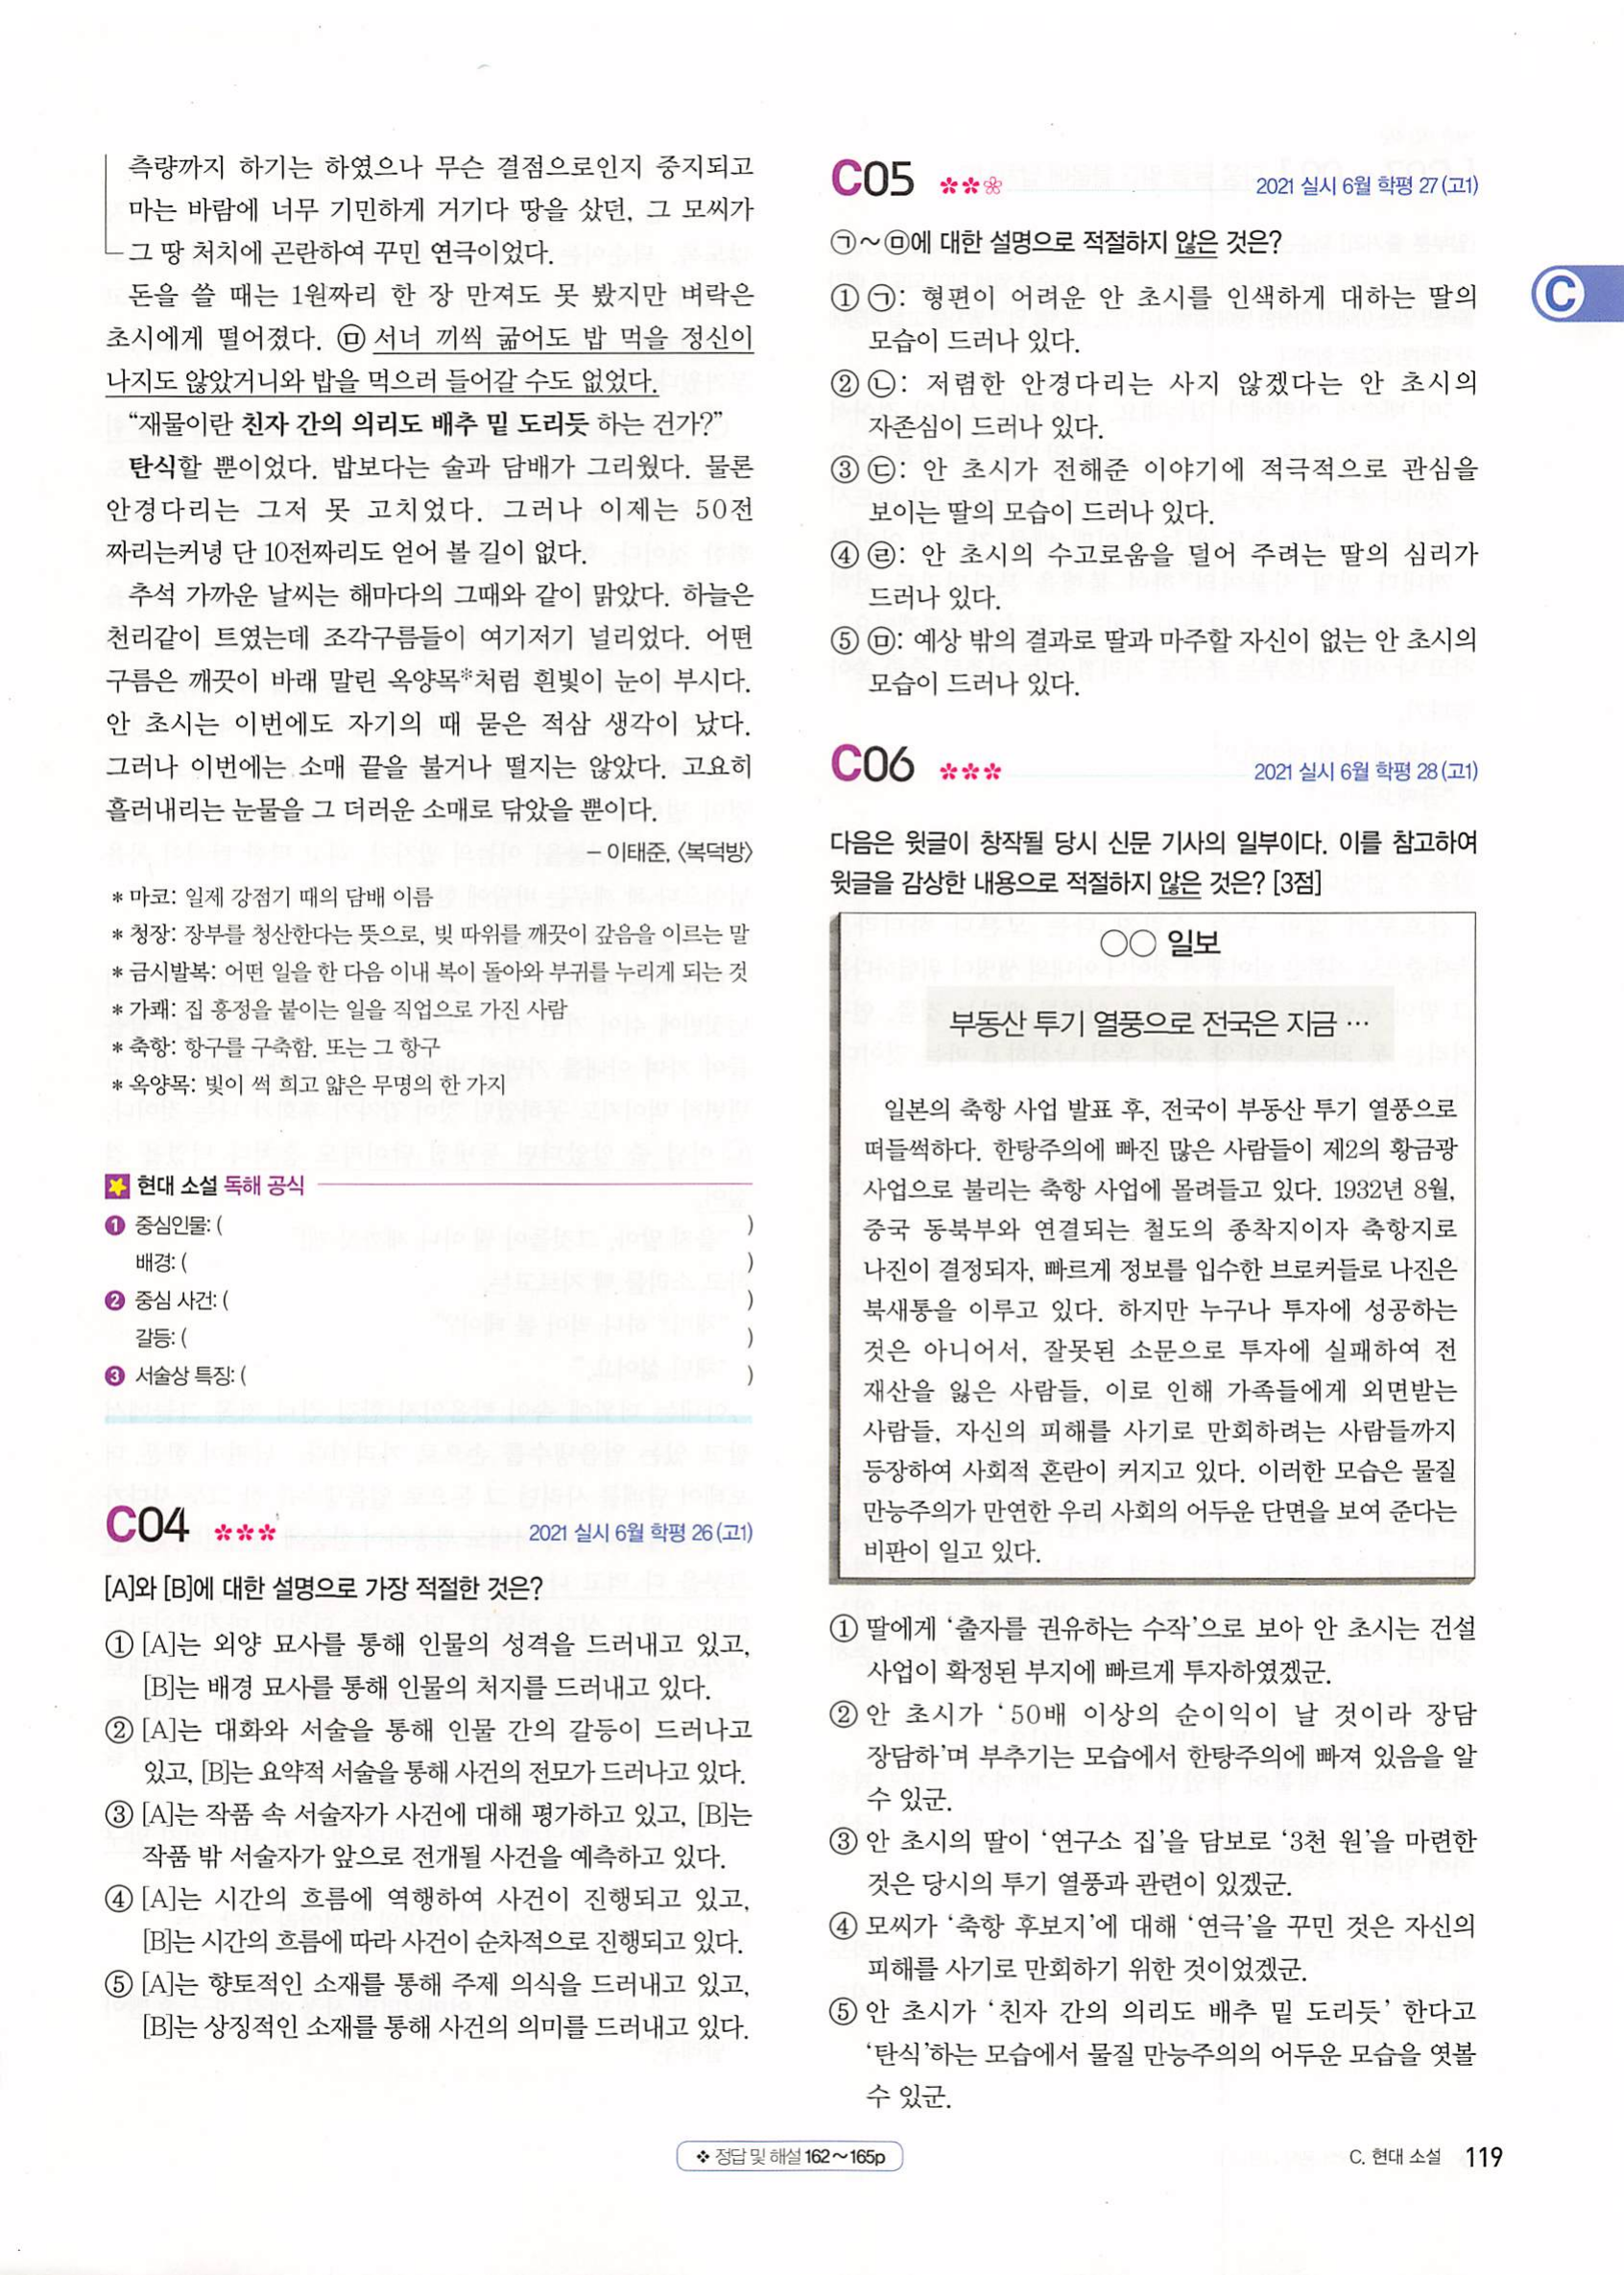 측량까지 하기는 하였으나 무슨 결점으로인지 중지되고
마는 바람에 너무 기민하게 거기다 땅을 샀던, 그 모씨가
그 땅 처치에 곤란하여 꾸민 연극이었다.
돈을 쓸 때는 1원짜리 한 장 만져도 못 봤지만 벼락은
초시에게 떨어졌다. ㉤ 서너 끼씩 굶어도 밥 먹을 정신이
나지도 않았거니와 밥을 먹으러 들어갈 수도 없었다.
“재물이란 친자 간의 의리도 배추 밑 도리듯 하는 건가?”
탄식할 뿐이었다. 밥보다는 술과 담배가 그리웠다. 물론
안경다리는 그저 못 고치었다. 그러나 이제는 50전
짜리는커녕 단 10전짜리도 얻어 볼 길이 없다.
추석 가까운 날씨는 해마다의 그때와 같이 맑았다. 하늘은
천리같이 트였는데 조각구름들이 여기저기 널리었다. 어떤
구름은 깨끗이 바래 말린 옥양목*처럼 흰빛이 눈이 부시다.
안 초시는 이번에도 자기의 때 묻은 적삼 생각이 났다.
그러나 이번에는 소매 끝을 불거나 떨지는 않았다. 고요히
흘러내리는 눈물을 그 더러운 소매로 닦았을 뿐이다.
– 이태준, 〈복덕방〉
* 마코: 일제 강점기 때의 담배 이름
* 청장: 장부를 청산한다는 뜻으로, 빚 따위를 깨끗이 갚음을 이르는 말
* 금시발복: 어떤 일을 한 다음 이내 복이 돌아와 부귀를 누리게 되는 것
* 가쾌: 집 흥정을 붙이는 일을 직업으로 가진 사람
* 축항: 항구를 구축함. 또는 그 항구
* 옥양목: 빛이 썩 희고 얇은 무명의 한 가지
현대 소설 독해 공식
❶ 중심인물: ( )
배경: ( )
❷ 중심 사건: ( )
갈등: ( )
❸ 서술상 특징: ( )
C04 ✽✽✽ 2021 실시 6월 학평 26(고1)
[A]와 [B]에 대한 설명으로 가장 적절한 것은?
① [A]는 외양 묘사를 통해 인물의 성격을 드러내고 있고,
[B]는 배경 묘사를 통해 인물의 처지를 드러내고 있다.
② [A]는 대화와 서술을 통해 인물 간의 갈등이 드러나고
있고, [B]는 요약적 서술을 통해 사건의 전모가 드러나고 있다.
③ [A]는 작품 속 서술자가 사건에 대해 평가하고 있고, [B]는
작품 밖 서술자가 앞으로 전개될 사건을 예측하고 있다.
④ [A]는 시간의 흐름에 역행하여 사건이 진행되고 있고,
[B]는 시간의 흐름에 따라 사건이 순차적으로 진행되고 있다.
⑤ [A]는 향토적인 소재를 통해 주제 의식을 드러내고 있고,
[B]는 상징적인 소재를 통해 사건의 의미를 드러내고 있다.
C05 ✽✽❀ 2021 실시 6월 학평 27(고1)
㉠~㉤에 대한 설명으로 적절하지 않은 것은?
① ㉠: 형편이 어려운 안 초시를 인색하게 대하는 딸의
모습이 드러나 있다.
② ㉡: 저렴한 안경다리는 사지 않겠다는 안 초시의
자존심이 드러나 있다.
③ ㉢: 안 초시가 전해준 이야기에 적극적으로 관심을
보이는 딸의 모습이 드러나 있다.
④ ㉣: 안 초시의 수고로움을 덜어 주려는 딸의 심리가
드러나 있다.
⑤ ㉤: 예상 밖의 결과로 딸과 마주할 자신이 없는 안 초시의
모습이 드러나 있다.
C06 ✽✽✽ 2021 실시 6월 학평 28(고1)
다음은 윗글이 창작될 당시 신문 기사의 일부이다. 이를 참고하여
윗글을 감상한 내용으로 적절하지 않은 것은? [3점]
○○ 일보
부동산 투기 열풍으로 전국은 지금 …
일본의 축항 사업 발표 후, 전국이 부동산 투기 열풍으로
떠들썩하다. 한탕주의에 빠진 많은 사람들이 제2의 황금광
사업으로 불리는 축항 사업에 몰려들고 있다. 1932년 8월,
중국 동북부와 연결되는 철도의 종착지이자 축항지로
나진이 결정되자, 빠르게 정보를 입수한 브로커들로 나진은
북새통을 이루고 있다. 하지만 누구나 투자에 성공하는
것은 아니어서, 잘못된 소문으로 투자에 실패하여 전
재산을 잃은 사람들, 이로 인해 가족들에게 외면받는
사람들, 자신의 피해를 사기로 만회하려는 사람들까지
등장하여 사회적 혼란이 커지고 있다. 이러한 모습은 물질
만능주의가 만연한 우리 사회의 어두운 단면을 보여 준다는
비판이 일고 있다.
① 딸에게 ‘출자를 권유하는 수작’으로 보아 안 초시는 건설
사업이 확정된 부지에 빠르게 투자하였겠군.
② 안 초시가 ‘50배 이상의 순이익이 날 것이라 장담
장담하’며 부추기는 모습에서 한탕주의에 빠져 있음을 알
수 있군.
③ 안 초시의 딸이 ‘연구소 집’을 담보로 ‘3천 원’을 마련한
것은 당시의 투기 열풍과 관련이 있겠군.
④ 모씨가 ‘축항 후보지’에 대해 ‘연극’을 꾸민 것은 자신의
피해를 사기로 만회하기 위한 것이었겠군.
⑤ 안 초시가 ‘친자 간의 의리도 배추 밑 도리듯’ 한다고
‘탄식’하는 모습에서 물질 만능주의의 어두운 모습을 엿볼
수 있군.
C
❖ 정답 및 해설 162~165p
C. 현대 소설 119